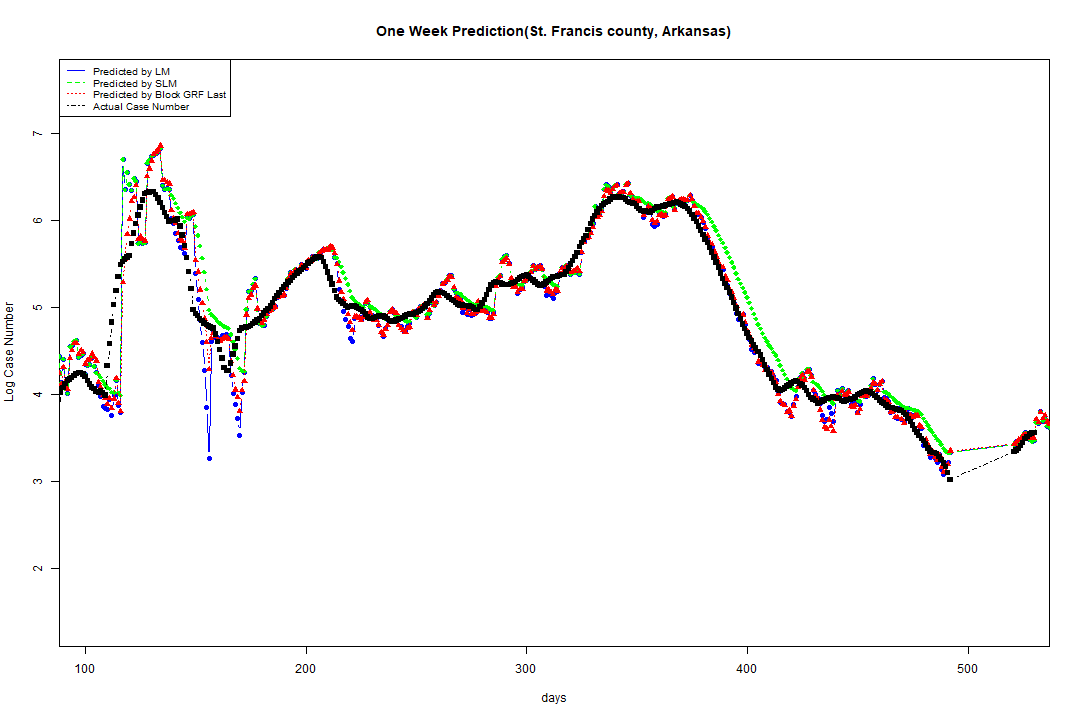 One Week Prediction(St. Francis county, Arkansas)
Predicted by LM
Predicted by SLM
Predicted by Block GRF Last
Actual Case Number
7
6
5
4
3
2
Log Case Number
100 200 300 400 500
days